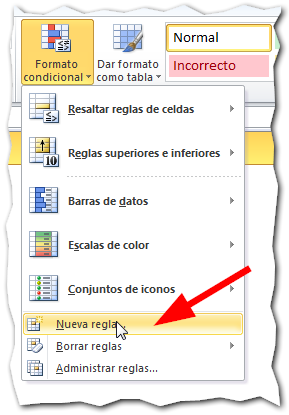 Formato
condicional
Dar formato
como tabla
Normal
Incorrecto
Resaltar reglas de celdas
Reglas superiores e inferiores
10
Barras de datos
Escalas de color
Conjuntos de iconos
Nueva regla
Borrar reglas
Administrar reglas...